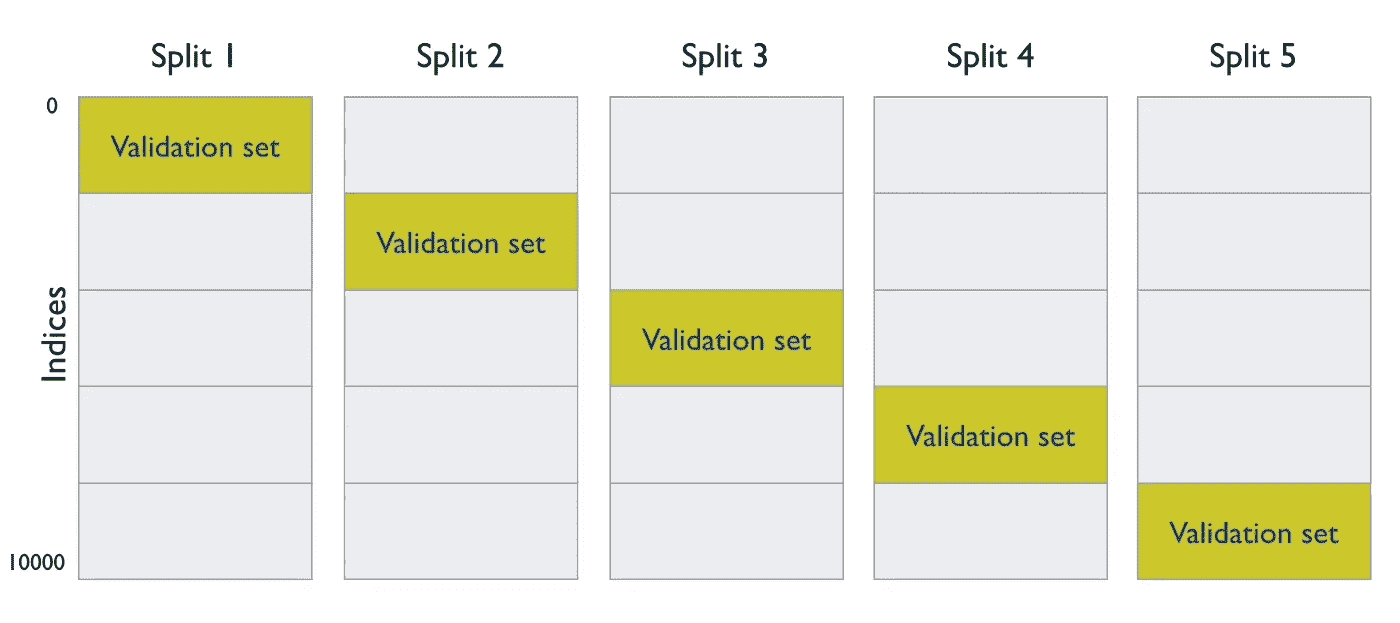 Split 1
Split 2
Split 3
Split 4
Split 5
0
Validation set
Validation set
Indices
Validation set
Validation set
Validation set
10000